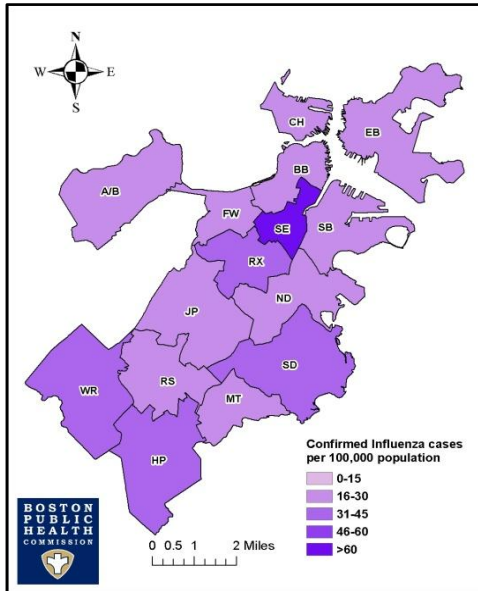 N
W E
S
CH
EB
BB
A/B
FW
SE
SB
RX
ND
JP
SD
WR
RS
MT
HP
Confirmed Influenza cases
per 100,000 population
0-15
16-30
31-45
46-60
>60
BOSTON
PUBLIC
HEALTH
COMMISSION
0 0.5 1 2 Miles